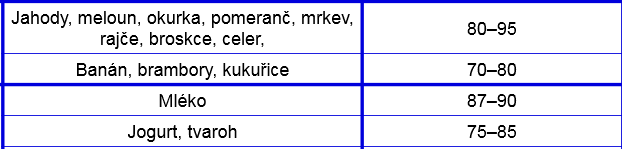 Jahody, meloun, okurka, pomeranč, mrkev,
rajče, broskce, celer,
80–95
Banán, brambory, kukuřice
70–80
Mléko
87–90
Jogurt, tvaroh
75–85